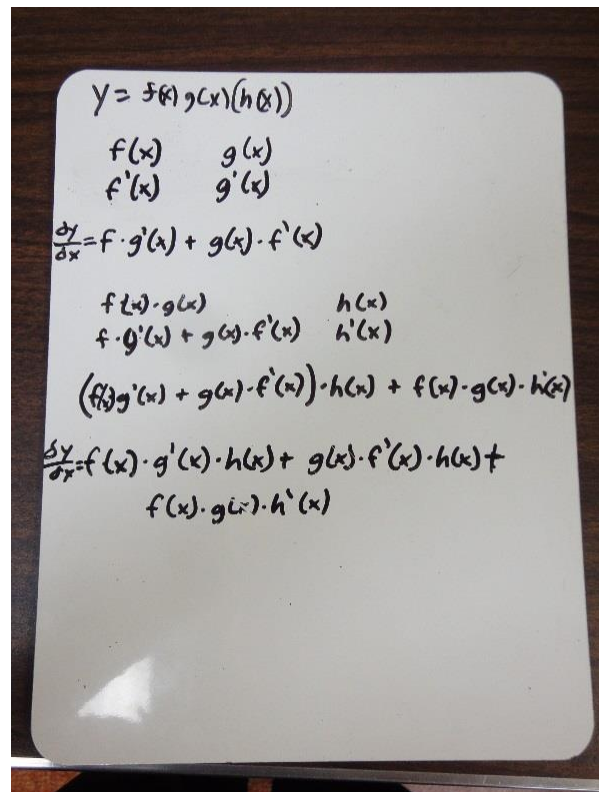 y = f(x) g(x)(h(x))
f(x) g(x)
f'(x) g'(x)
dy/dx = f · g'(x) + g(x) · f'(x)
f(x) · g(x) h(x)
f · g'(x) + g(x) · f'(x) h'(x)
(f(x)g'(x) + g(x) · f'(x)) · h(x) + f(x) · g(x) · h'(x)
dy/dx = f(x) · g'(x) · h(x) + g(x) · f'(x) · h(x) +
f(x) · g(x) · h'(x)